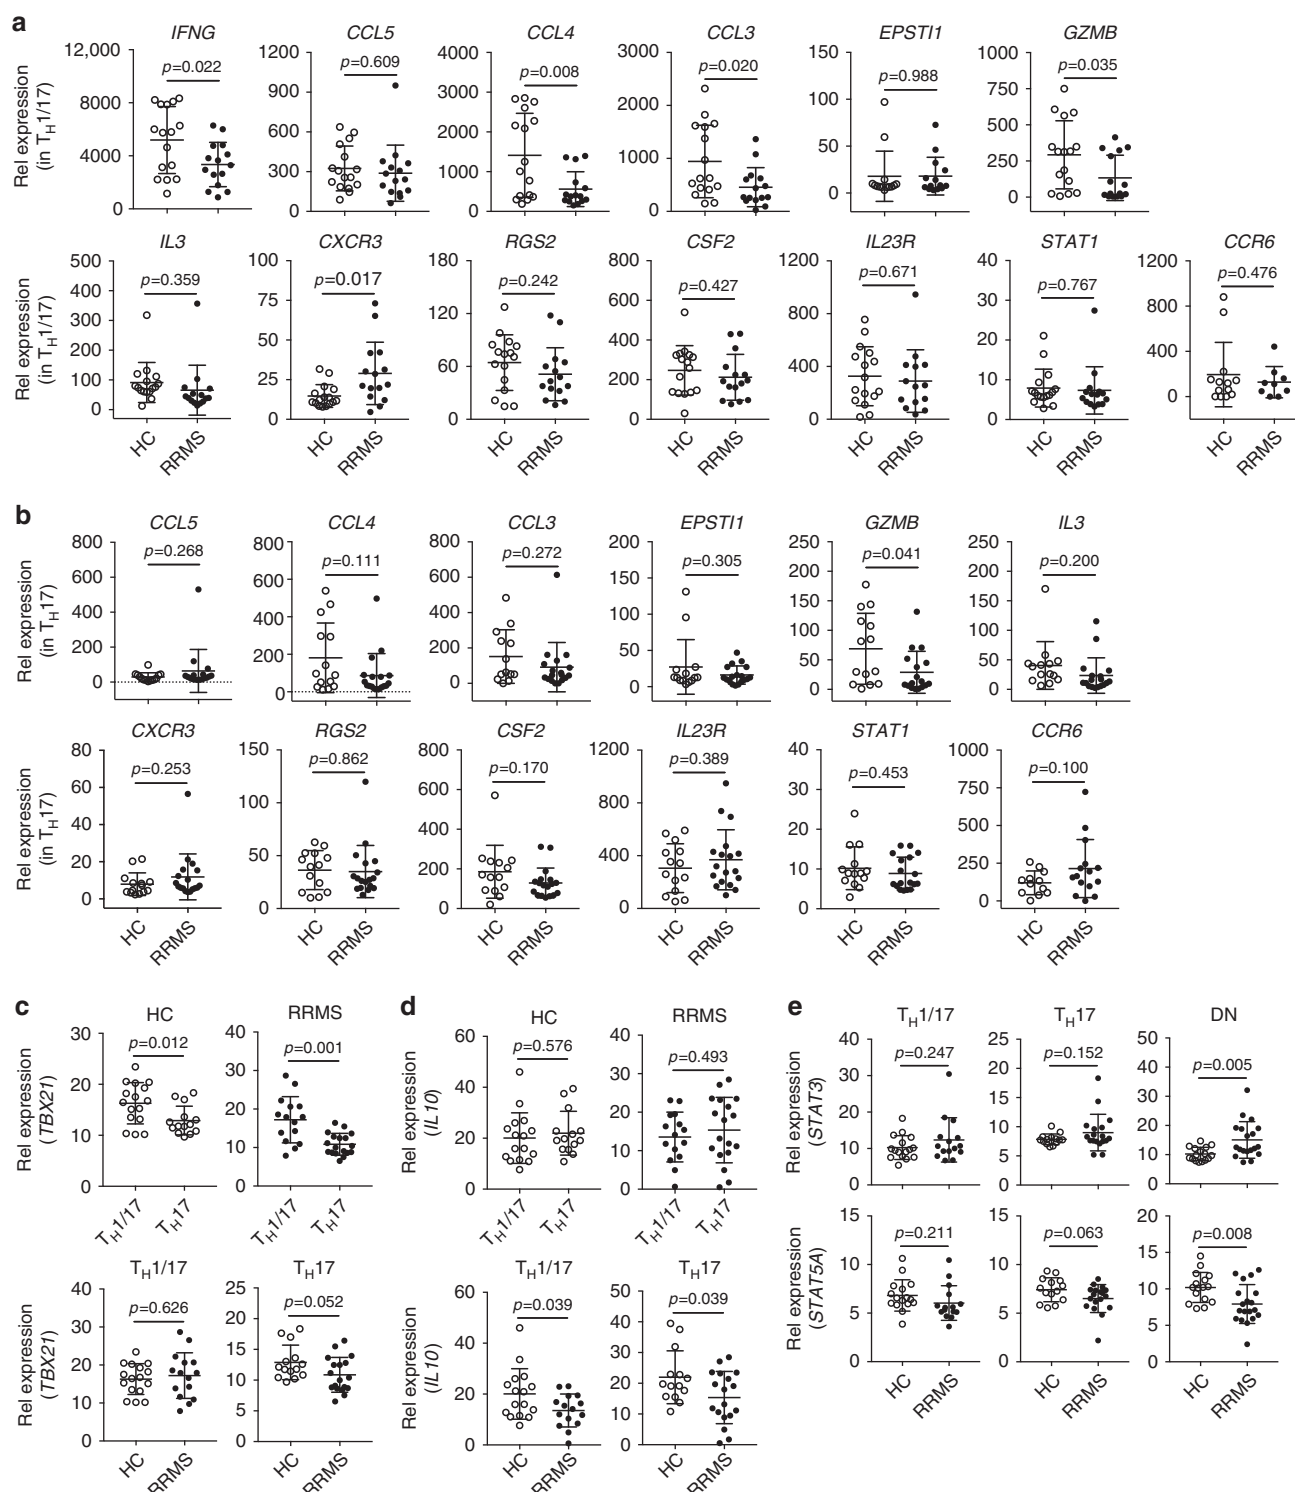 a
IFNG CCL5 CCL4 CCL3 EPSTI1 GZMB
Rel expression
(in TH1/17)
12,000 8000 4000 0
p=0.022
1200 900 600 300 0
p=0.609
4000 3000 2000 1000 0
p=0.008
3000 2000 1000 0
p=0.020
150 100 50 0
p=0.988
1000 750 500 250 0
p=0.035
IL3 CXCR3 RGS2 CSF2 IL23R STAT1 CCR6
Rel expression
(in TH1/17)
500 400 300 200 100 0
p=0.359
100 75 50 25 0
p=0.017
180 120 60 0
p=0.242
800 600 400 200 0
p=0.427
1200 800 400 0
p=0.671
40 30 20 10 0
p=0.767
1200 800 400 0
p=0.476
HC RRMS HC RRMS HC RRMS HC RRMS HC RRMS HC RRMS HC RRMS
b
CCL5 CCL4 CCL3 EPSTI1 GZMB IL3
Rel expression
(in TH17)
800 600 400 200 0
p=0.268
800 600 400 200 0
p=0.111
800 600 400 200 0
p=0.272
200 150 100 50 0
p=0.305
250 200 150 100 50 0
p=0.041
250 200 150 100 50 0
p=0.200
CXCR3 RGS2 CSF2 IL23R STAT1 CCR6
Rel expression
(in TH17)
80 60 40 20 0
p=0.253
150 100 50 0
p=0.862
800 600 400 200 0
p=0.170
1200 800 400 0
p=0.389
40 30 20 10 0
p=0.453
1000 750 500 250 0
p=0.100
HC RRMS HC RRMS HC RRMS HC RRMS HC RRMS HC RRMS
c
HC RRMS
Rel expression
(TBX21)
30 20 10 0
p=0.012
40 30 20 10 0
p=0.001
TH1/17 TH17 TH1/17 TH17
TH1/17 TH17
Rel expression
(TBX21)
40 30 20 10 0
p=0.626
25 20 15 10 5 0
p=0.052
HC RRMS HC RRMS
d
HC RRMS
Rel expression
(IL10)
60 40 20 0
p=0.576
40 30 20 10 0
p=0.493
TH1/17 TH17 TH1/17 TH17
TH1/17 TH17
Rel expression
(IL10)
60 40 20 0
p=0.039
50 40 30 20 10 0
p=0.039
HC RRMS HC RRMS
e
TH1/17 TH17 DN
Rel expression
(STAT3)
40 30 20 10 0
p=0.247
25 20 15 10 5 0
p=0.152
50 40 30 20 10 0
p=0.005
Rel expression
(STAT5A)
15 10 5 0
p=0.211
15 10 5 0
p=0.063
20 15 10 5 0
p=0.008
HC RRMS HC RRMS HC RRMS